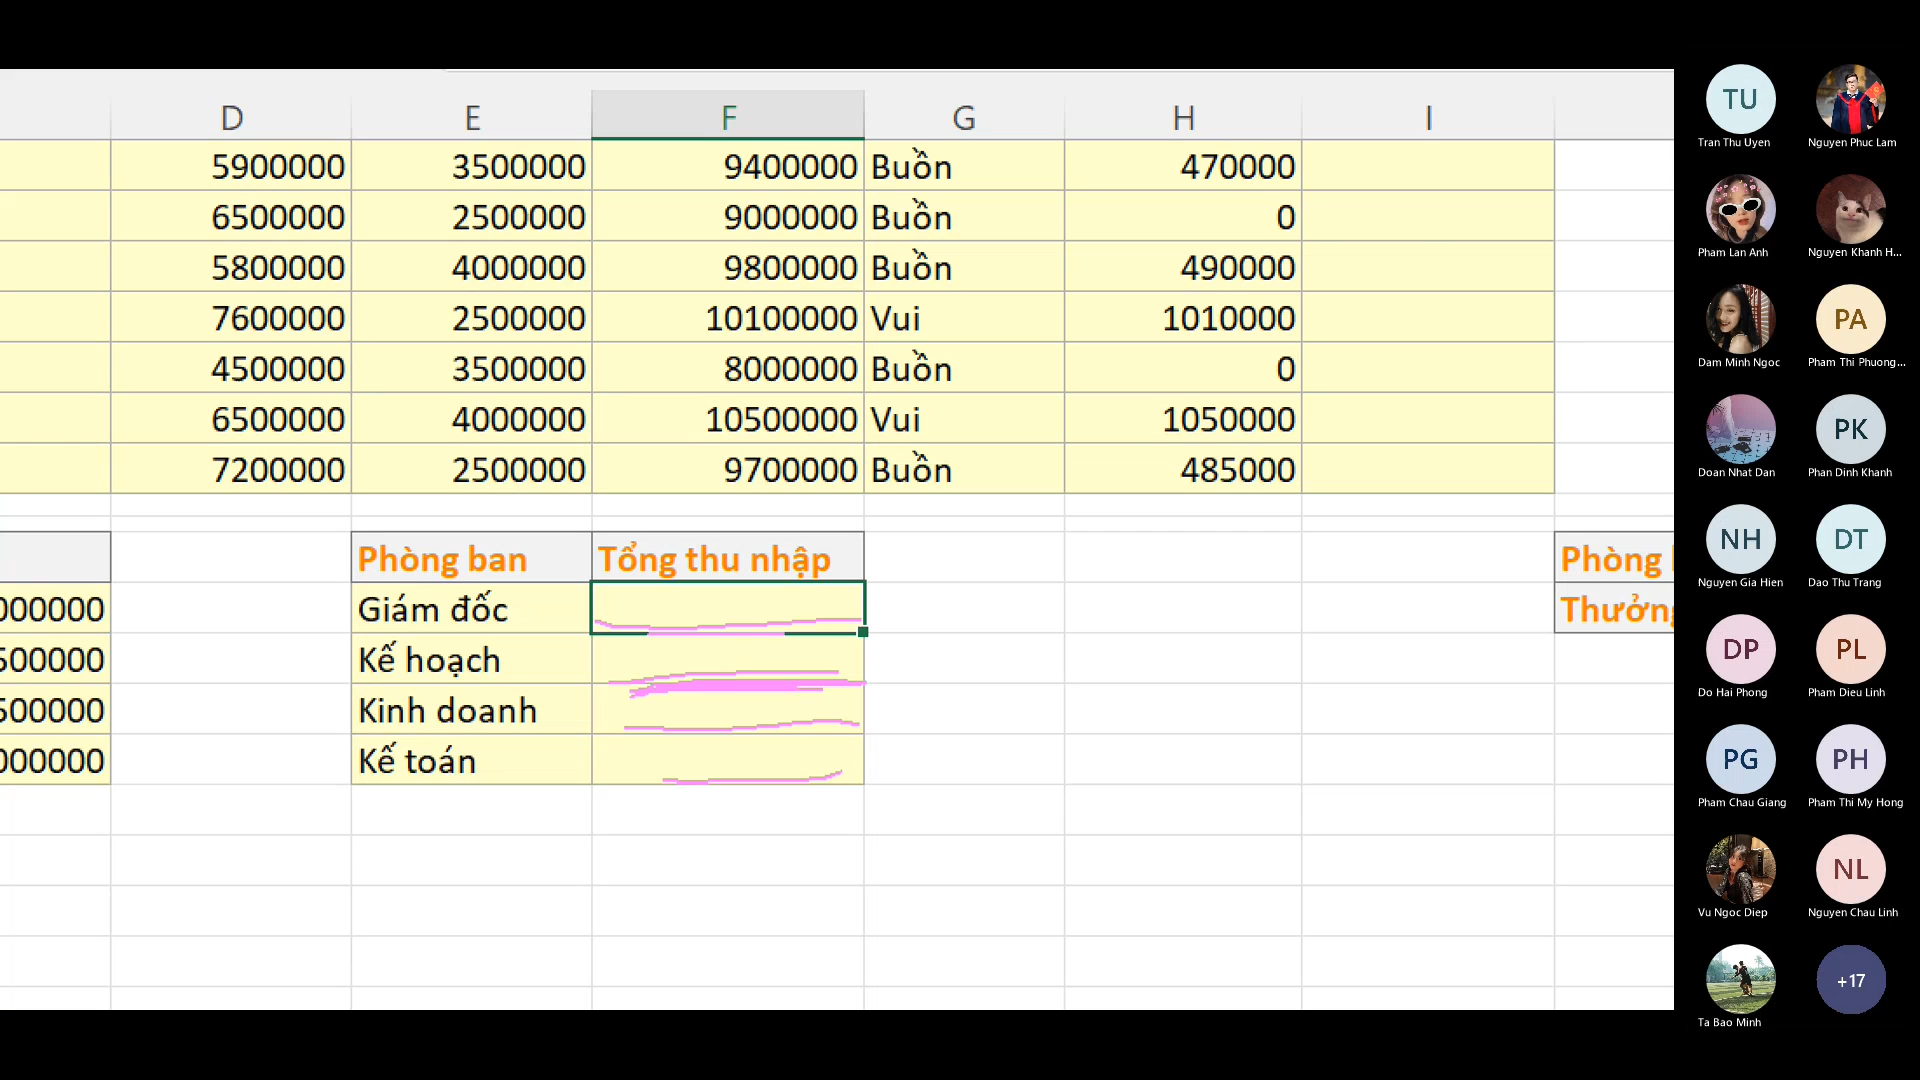 D E F G H I
5900000 3500000 9400000 Buồn 470000
6500000 2500000 9000000 Buồn 0
5800000 4000000 9800000 Buồn 490000
7600000 2500000 10100000 Vui 1010000
4500000 3500000 8000000 Buồn 0
6500000 4000000 10500000 Vui 1050000
7200000 2500000 9700000 Buồn 485000
Phòng ban Tổng thu nhập Phòng
000000 Giám đốc Thưởng
500000 Kế hoạch
500000 Kinh doanh
000000 Kế toán
TU
Tran Thu Uyen Nguyen Phuc Lam
Pham Lan Anh Nguyen Khanh H...
PA
Dam Minh Ngoc Pham Thi Phuong...
PK
Doan Nhat Dan Phan Dinh Khanh
NH DT
Nguyen Gia Hien Dao Thu Trang
DP PL
Do Hai Phong Pham Dieu Linh
PG PH
Pham Chau Giang Pham Thi My Hong
NL
Vu Ngoc Diep Nguyen Chau Linh
+17
Ta Bao Minh